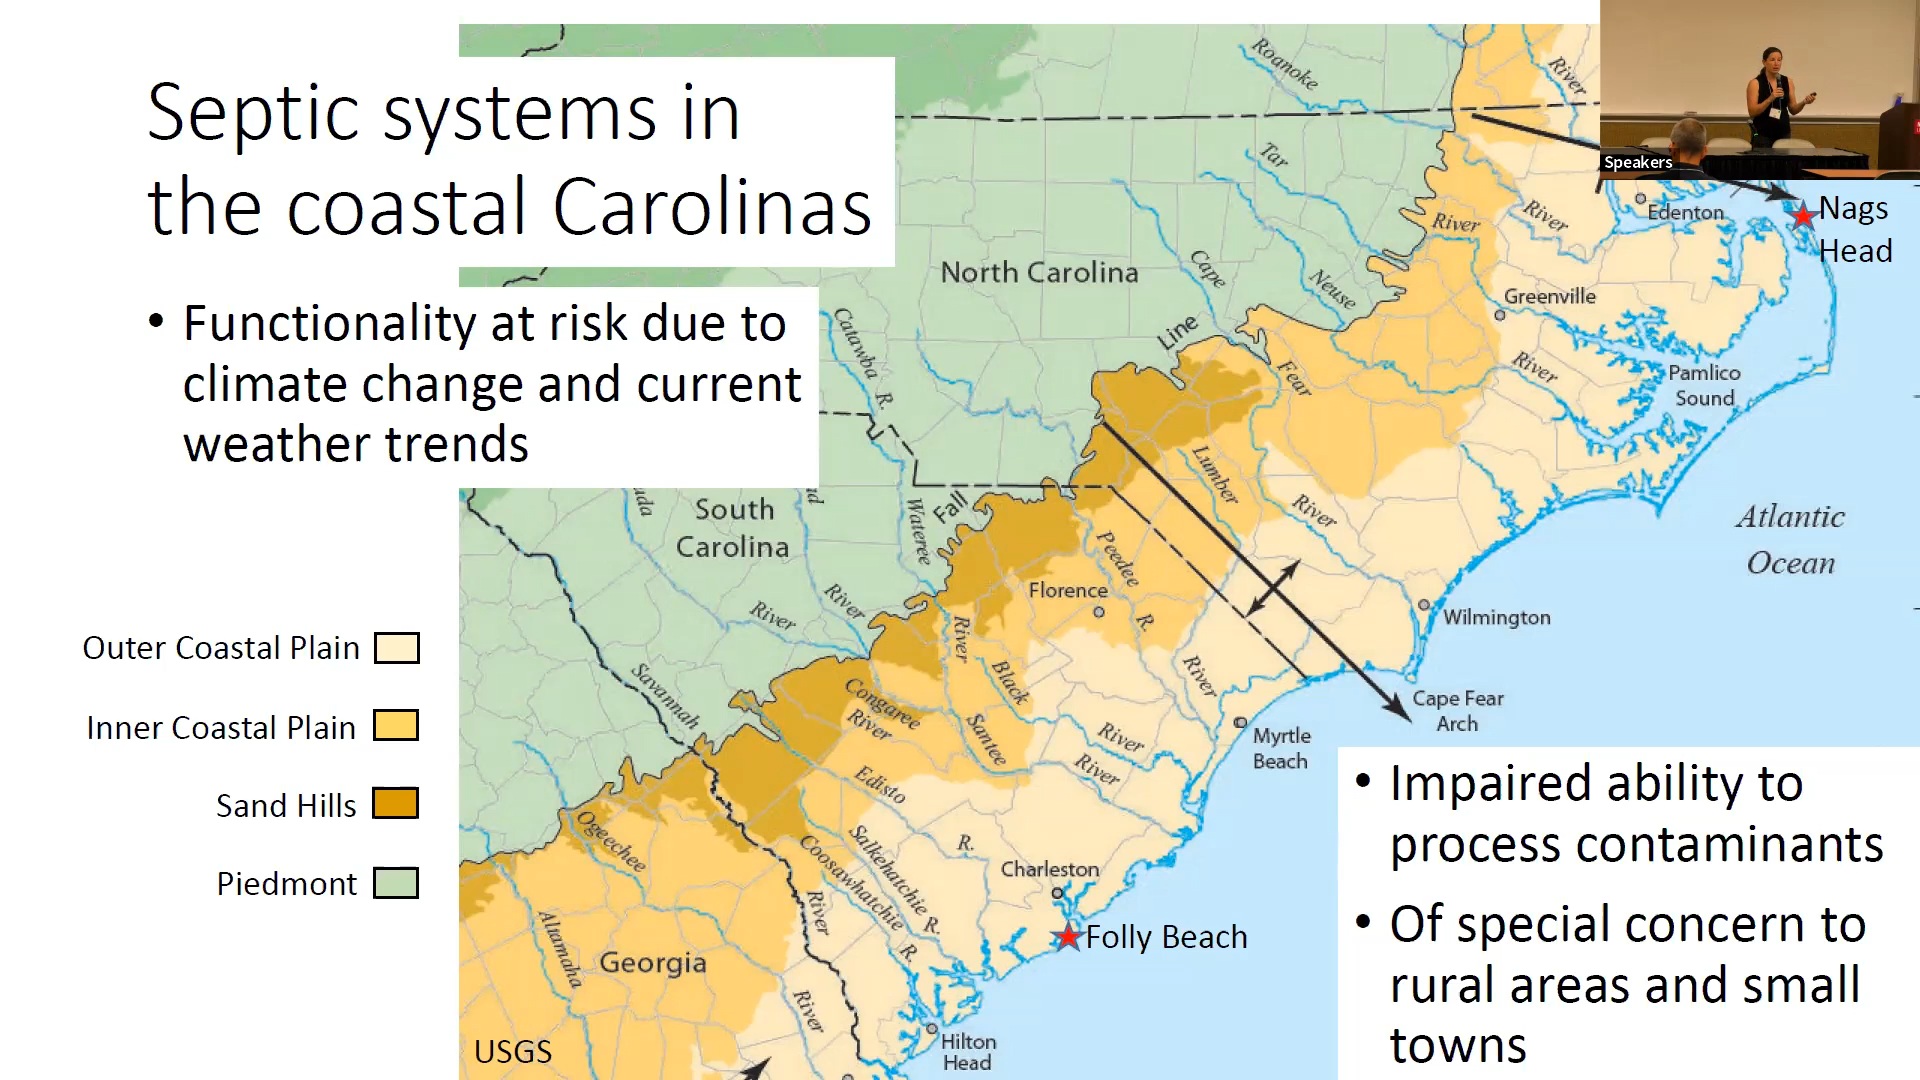 Septic systems in
the coastal Carolinas
• Functionality at risk due to
climate change and current
weather trends
Outer Coastal Plain
Inner Coastal Plain
Sand Hills
Piedmont
Speakers
Roanoke
River
Tar
River
River
Edenton
Nags
Head
North Carolina
Cape
Neuse
Greenville
Catawba R.
Line
Fear
River
Pamlico
Sound
South
Carolina
Wateree
Fall
Lumber
River
Atlantic
Ocean
Peedee
R.
Florence
River
River
River
Wilmington
Savannah
Black
River
Cape Fear
Arch
Congaree
River
Santee
River
River
Myrtle
Beach
Edisto
R.
Ogeechee
Salkehatchie R.
Coosawhatchie R.
Charleston
Folly Beach
Altamaha
River
Georgia
River
Hilton
Head
USGS
• Impaired ability to
process contaminants
• Of special concern to
rural areas and small
towns